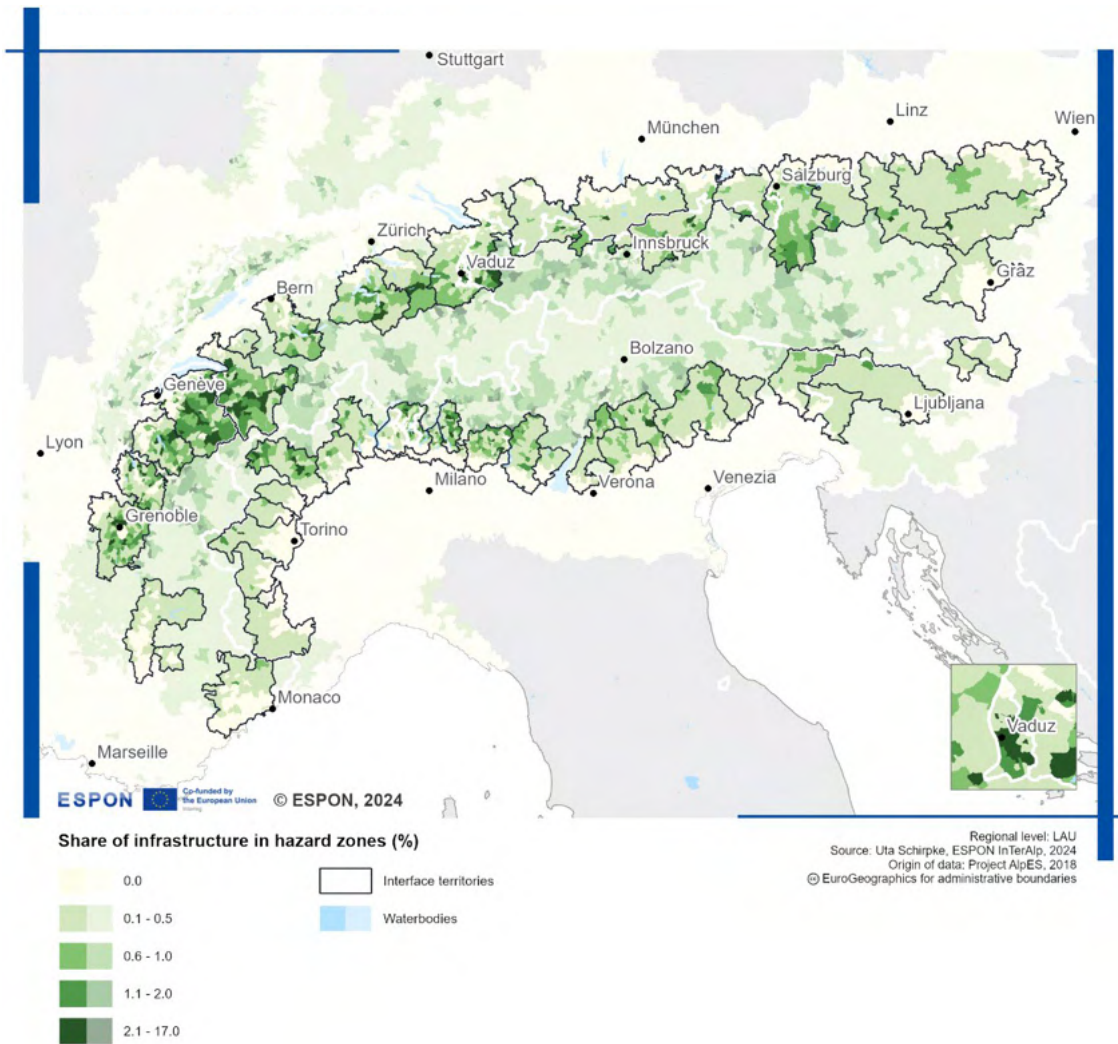 Stuttgart
Linz
Wien
München
Salzburg
Zürich
Innsbruck
Vaduz
Graz
Bern
Bolzano
Genève
Ljubljana
Lyon
Milano
Verona
Venezia
Grenoble
Torino
Monaco
Vaduz
Marseille
ESPON
Co-funded by
the European Union
Interreg
© ESPON, 2024
Share of infrastructure in hazard zones (%)
0.0
0.1 - 0.5
0.6 - 1.0
1.1 - 2.0
2.1 - 17.0
Interface territories
Waterbodies
Regional level: LAU
Source: Uta Schirpke, ESPON InTerAlp, 2024
Origin of data: Project AlpES, 2018
cc EuroGeographics for administrative boundaries